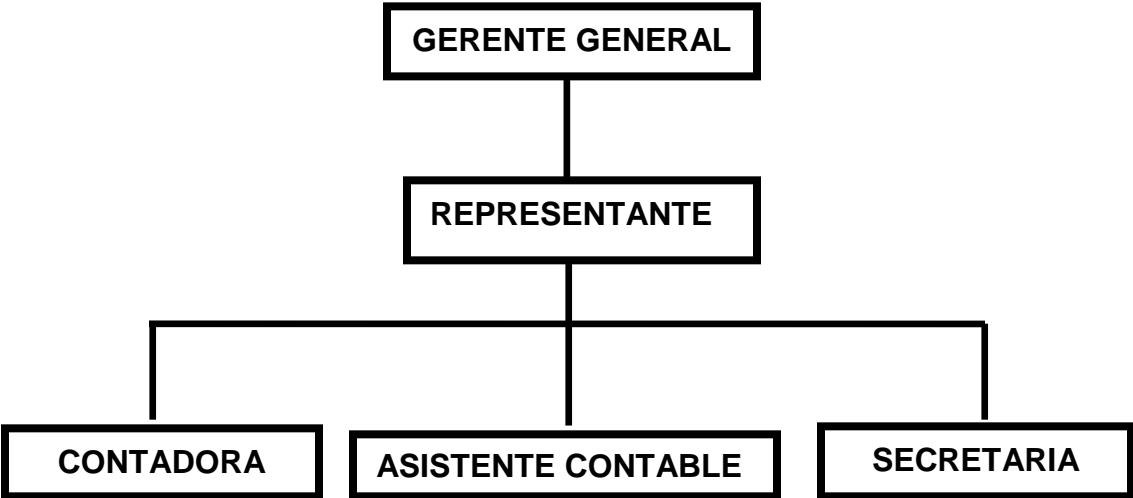 GERENTE GENERAL
REPRESENTANTE
CONTADORA
ASISTENTE CONTABLE
SECRETARIA